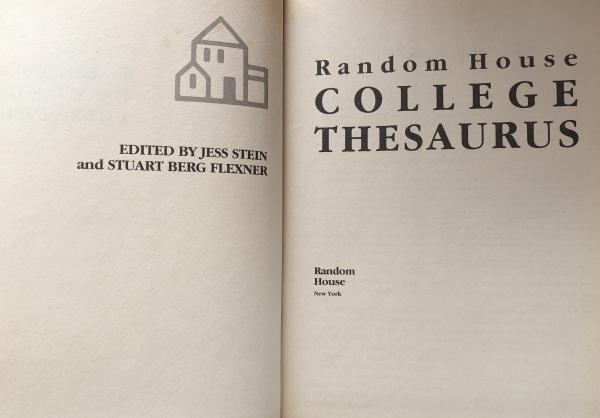 EDITED BY JESS STEIN
and STUART BERG FLEXNER
Random House
COLLEGE
THESAURUS
Random
House
New York